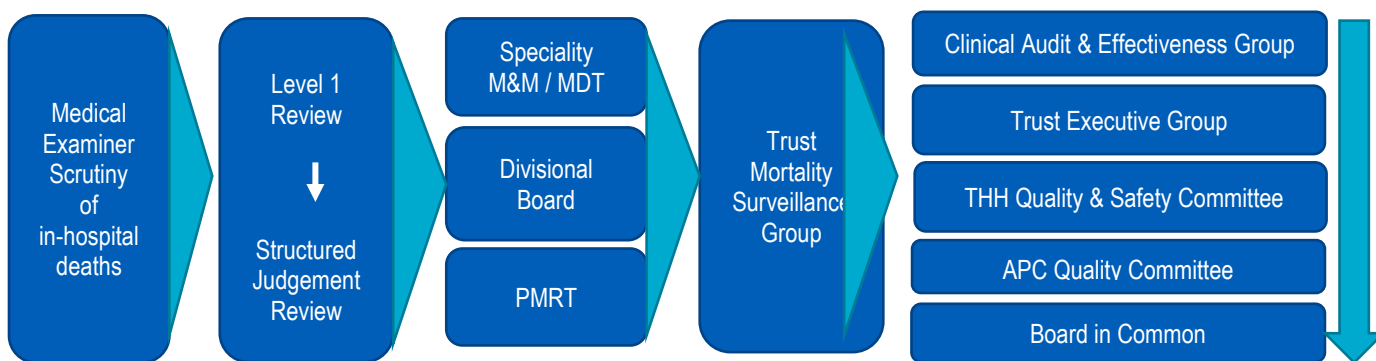 Medical
Examiner
Scrutiny
of
in-hospital
deaths
Level 1
Review
Structured
Judgement
Review
Speciality
M&M / MDT
Divisional
Board
PMRT
Trust
Mortality
Surveillance
Group
Clinical Audit & Effectiveness Group
Trust Executive Group
THH Quality & Safety Committee
APC Quality Committee
Board in Common